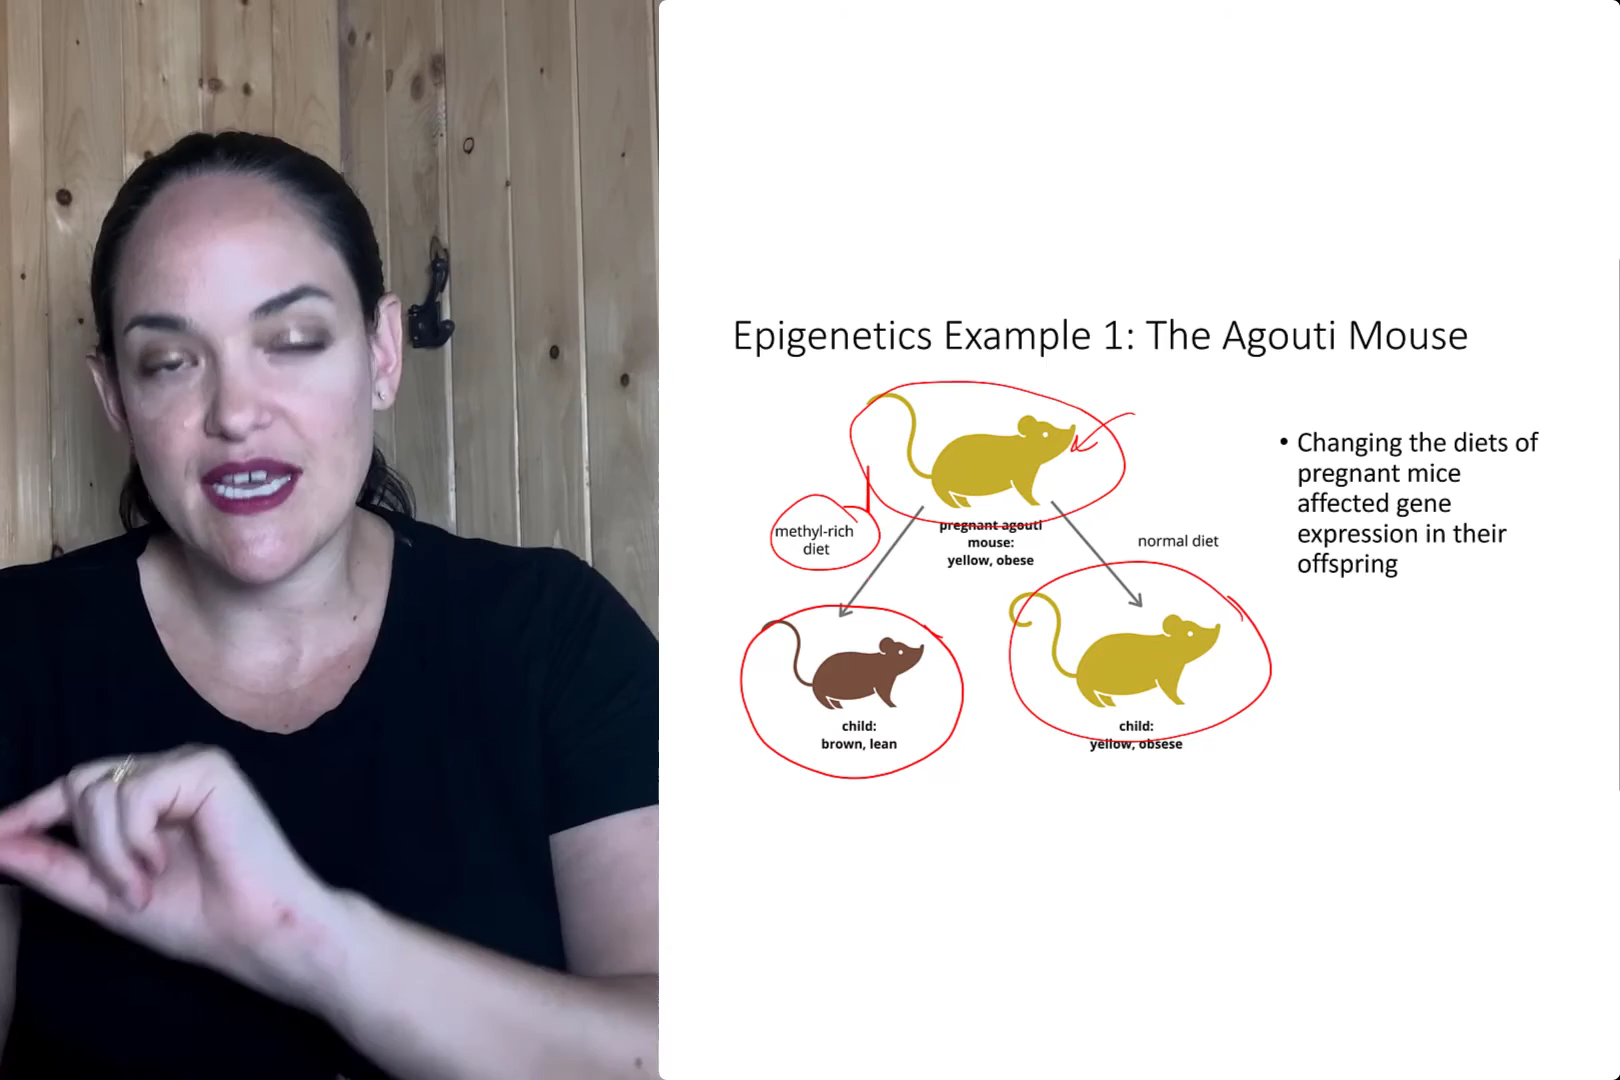 Epigenetics Example 1: The Agouti Mouse
methyl-rich
diet
pregnant agouti
mouse:
yellow, obese
normal diet
child:
brown, lean
child:
yellow, obsese
• Changing the diets of
pregnant mice
affected gene
expression in their
offspring